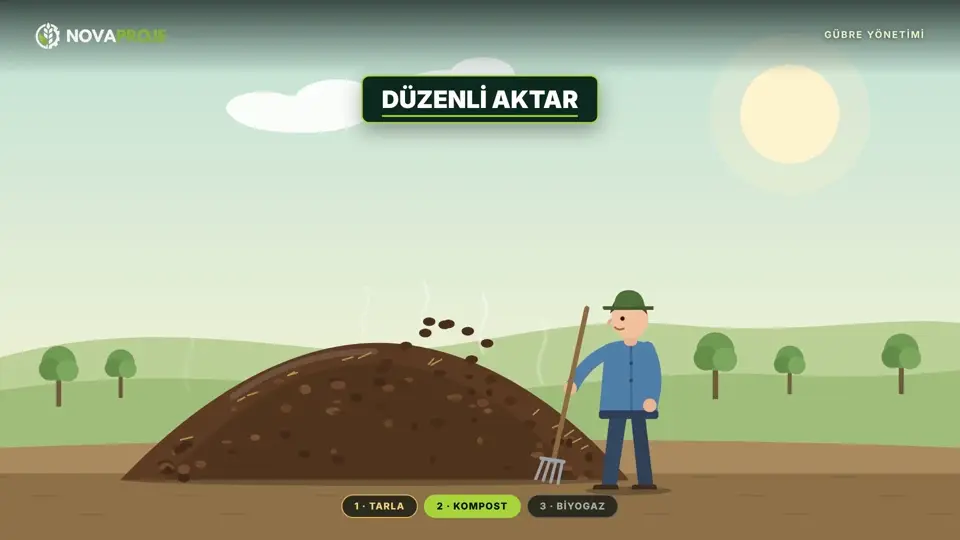 NOVAPROJE
GÜBRE YÖNETİMİ
DÜZENLİ AKTAR
1 · TARLA
2 · KOMPOST
3 · BİYOGAZ